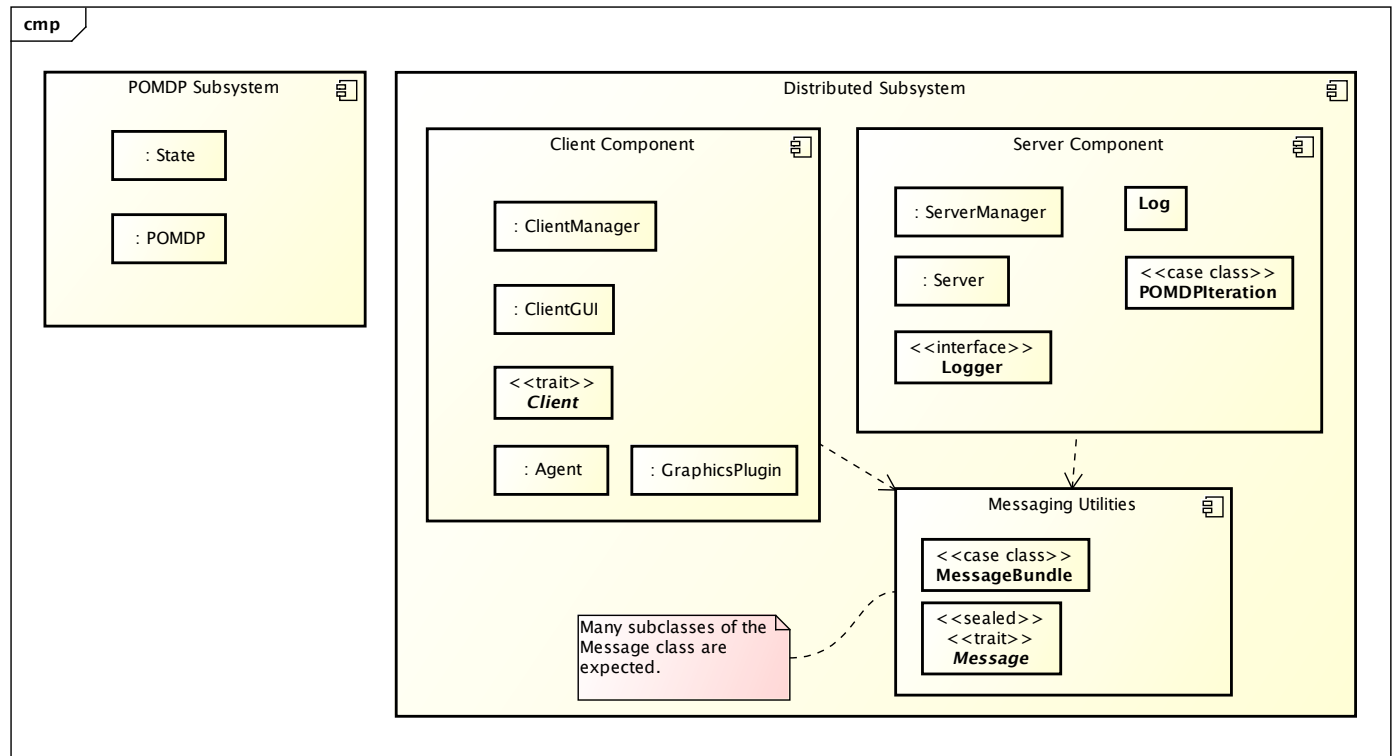 cmp
POMDP Subsystem
: State
: POMDP
Distributed Subsystem
Client Component
: ClientManager
: ClientGUI
<<trait>>
Client
: Agent
: GraphicsPlugin
Server Component
: ServerManager
Log
: Server
<<case class>>
POMDPIteration
<<interface>>
Logger
Messaging Utilities
<<case class>>
MessageBundle
<<sealed>>
<<trait>>
Message
Many subclasses of the
Message class are
expected.